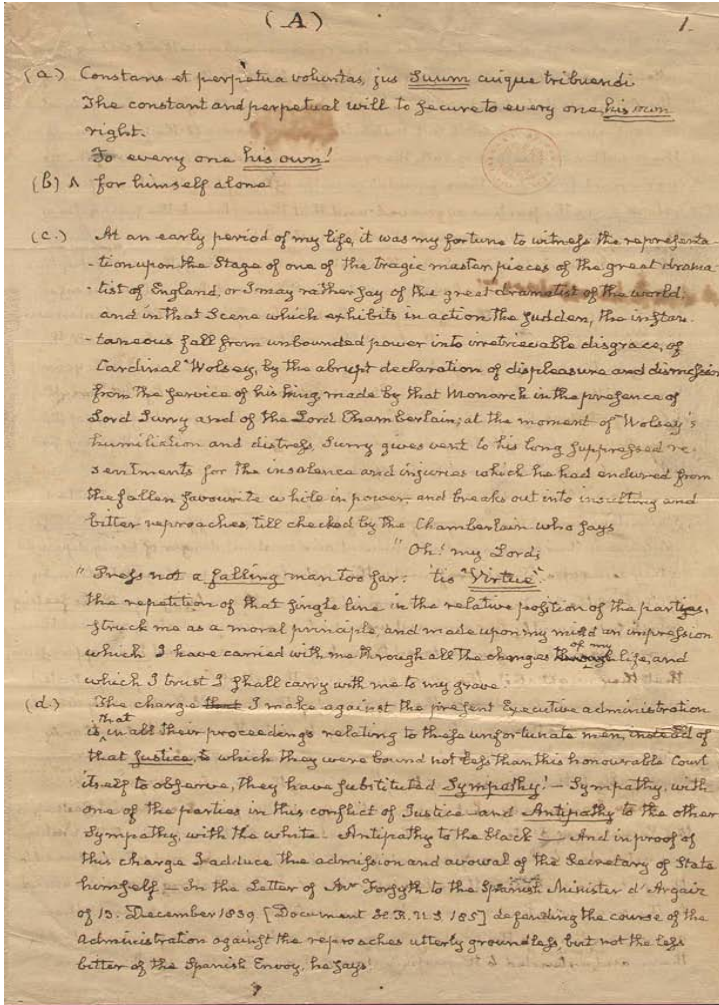 (A)
1.
(a) Constans et perpetua voluntas, jus Suum cuique tribuendi
The constant and perpetual will to secure to every one his own
right.
To every one his own!
(b) ^ for himself alone
(c.) At an early period of my life, it was my fortune to witness the representa-
-tion upon the Stage of one of the tragic master pieces of the great drama-
-tist of England, or I may rather say of the great dramatist of the world,
and in that Scene which exhibits in action the sudden, the instan-
-taneous fall from unbounded power into irretrievable disgrace, of
Cardinal Wolsey, by the abrupt declaration of displeasure and dismission
from the service of his King, made by that Monarch in the presence of
Lord Surry and of the Lord Chamberlain; at the moment of Wolsey's
humiliation and distress, Surry gives vent to his long suppressed re-
sentments for the insolence and injuries which he had endured from
the fallen favourite while in power, and breaks out into insulting and
bitter reproaches, till checked by the Chamberlain who says
"Oh! my Lord;
"Press not a falling man too far: 'tis "Virtue"
the repetition of that single line in the relative position of the parties,
struck me as a moral principle, and made upon my mind an impression
which I have carried with me through all the changes of my life, and
which I trust I shall carry with me to my grave.
(d.) The charge that I make against the present Executive administration
is that in all their proceedings relating to these unfortunate men, instead of
that Justice, to which they were bound not less than this honourable Court
itself to observe, they have substituted Sympathy! — Sympathy, with
one of the parties in this conflict of Justice — and Antipathy to the other
Sympathy, with the white — Antipathy to the Black — And in proof of
this charge I adduce the admission and avowal of the Secretary of State
himself — In the Letter of Mr Forsyth to the Spanish Minister d'Argaiz
of 13. December 1839. [Document H.R. N.S. 185] defending the course of the
Administration against the reproaches utterly groundless, but not the less
bitter of the Spanish Envoy, he says